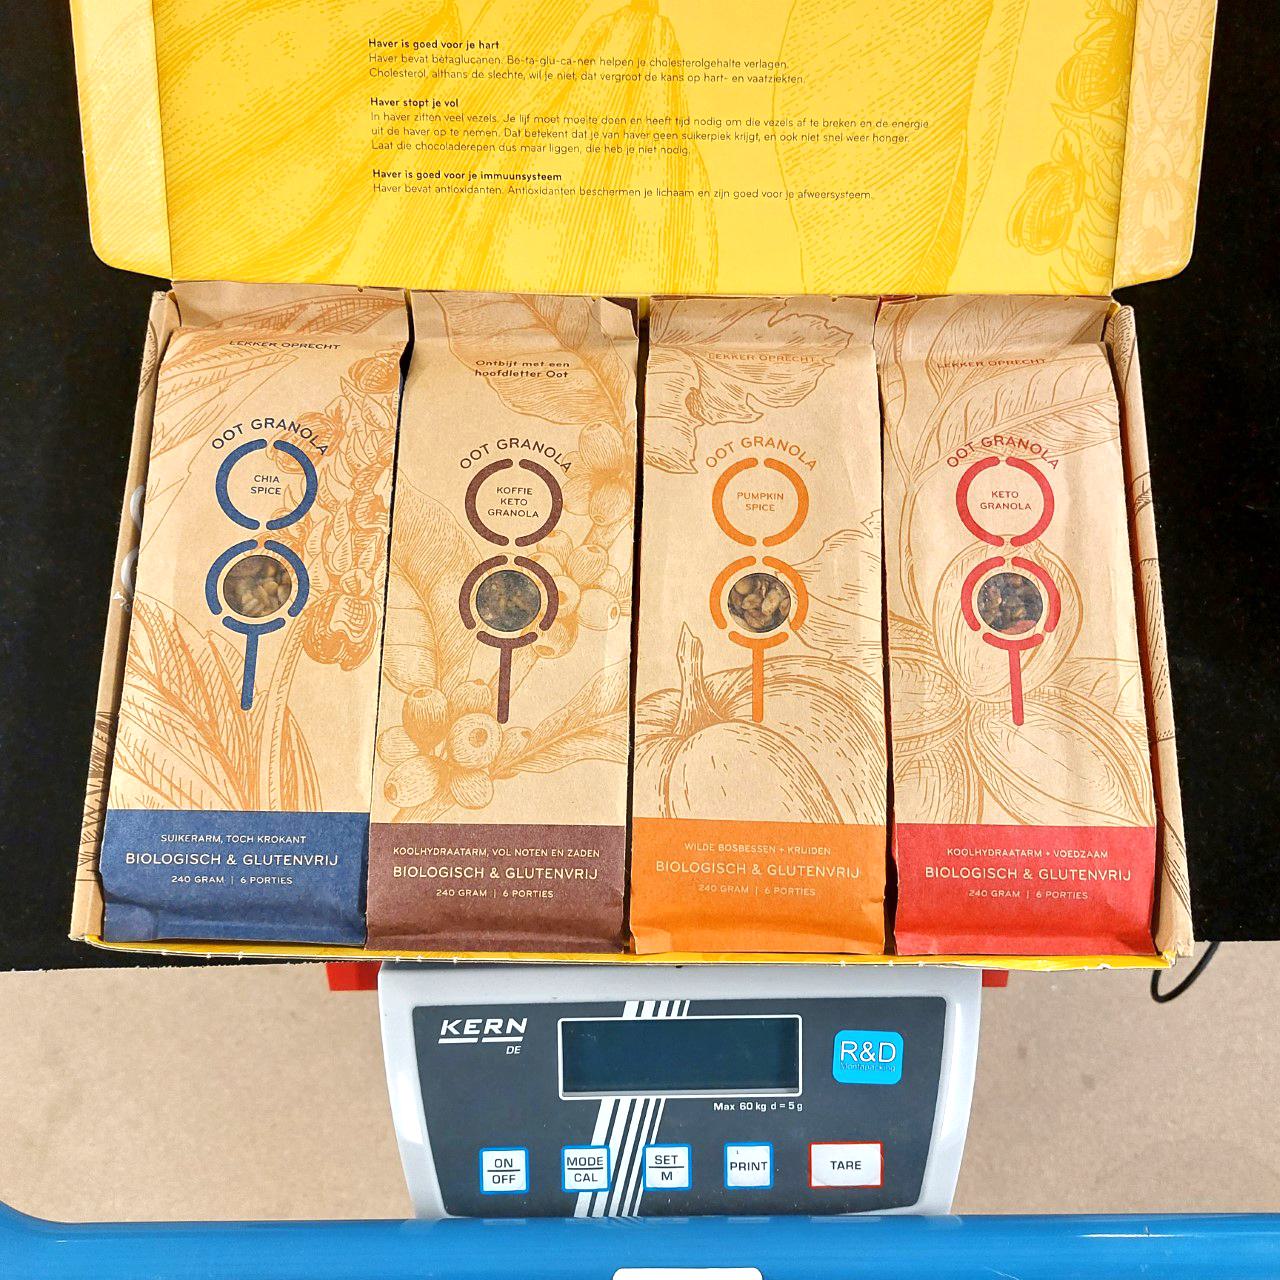 Haver is goed voor je hart
Haver bevat bètaglucanen. Bè-ta-glu-ca-nen helpen je cholesterolgehalte verlagen.
Cholesterol, althans de slechte, wil je niet, dat vergroot de kans op hart- en vaatziekten.
Haver stopt je vol
In haver zitten veel vezels. Je lijf moet moeite doen en heeft tijd nodig om die vezels af te breken en de energie
uit de haver op te nemen. Dat betekent dat je van haver geen suikerpiek krijgt, en ook niet snel weer honger.
Laat die chocoladerepen dus maar liggen, die heb je niet nodig.
Haver is goed voor je immuunsysteem
Haver bevat antioxidanten. Antioxidanten beschermen je lichaam en zijn goed voor je afweersysteem.
LEKKER OPRECHT
OOT GRANOLA
CHIA
SPICE
SUIKERARM, TOCH KROKANT
BIOLOGISCH & GLUTENVRIJ
240 GRAM | 6 PORTIES
Ontbijt met een
hoofdletter Oot
OOT GRANOLA
KOFFIE
KETO
GRANOLA
KOOLHYDRAATARM, VOL NOTEN EN ZADEN
BIOLOGISCH & GLUTENVRIJ
240 GRAM | 6 PORTIES
LEKKER OPRECHT
OOT GRANOLA
PUMPKIN
SPICE
WILDE BOSBESSEN + KRUIDEN
BIOLOGISCH & GLUTENVRIJ
240 GRAM | 6 PORTIES
LEKKER OPRECHT
OOT GRANOLA
KETO
GRANOLA
KOOLHYDRAATARM + VOEDZAAM
BIOLOGISCH & GLUTENVRIJ
240 GRAM | 6 PORTIES
KERN
DE
R&D
Montapacking
Max 60 kg d = 5 g
ON
OFF
MODE
CAL
SET
M
PRINT
TARE